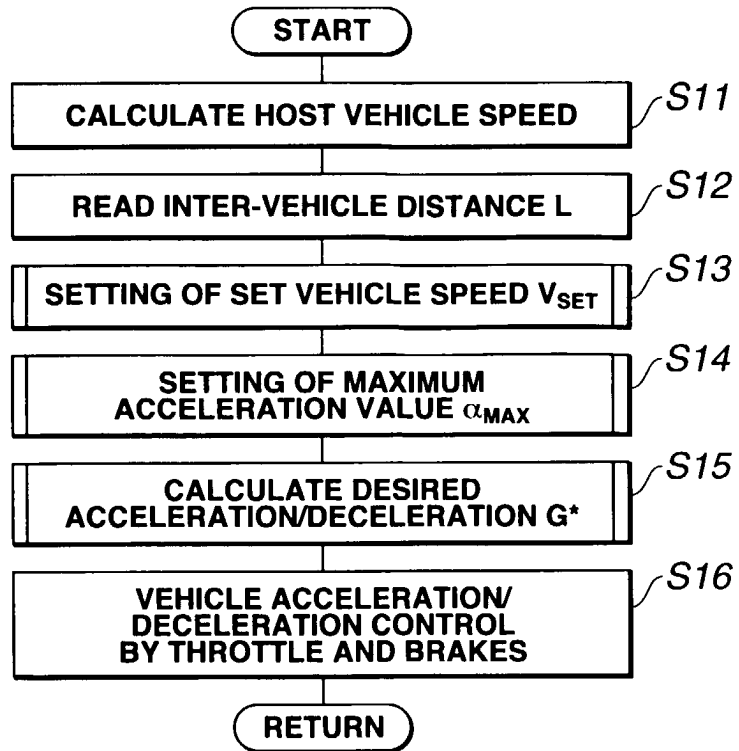 START
CALCULATE HOST VEHICLE SPEED
S11
READ INTER-VEHICLE DISTANCE L
S12
SETTING OF SET VEHICLE SPEED VSET
S13
SETTING OF MAXIMUM
ACCELERATION VALUE αMAX
S14
CALCULATE DESIRED
ACCELERATION/DECELERATION G*
S15
VEHICLE ACCELERATION/
DECELERATION CONTROL
BY THROTTLE AND BRAKES
S16
RETURN